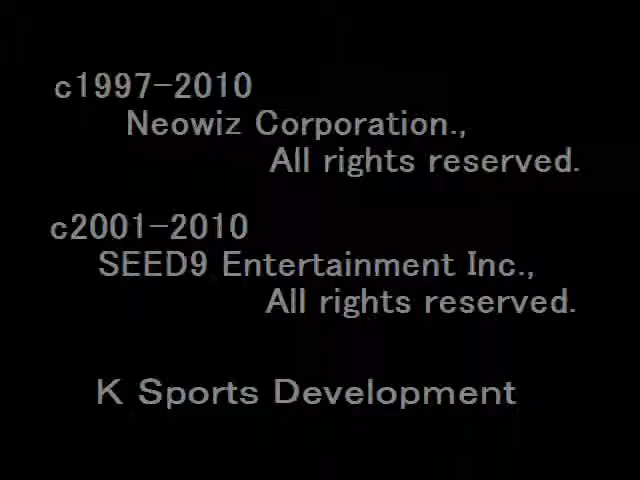 c1997-2010
Neowiz Corporation.,
All rights reserved.
c2001-2010
SEED9 Entertainment Inc.,
All rights reserved.
K Sports Development